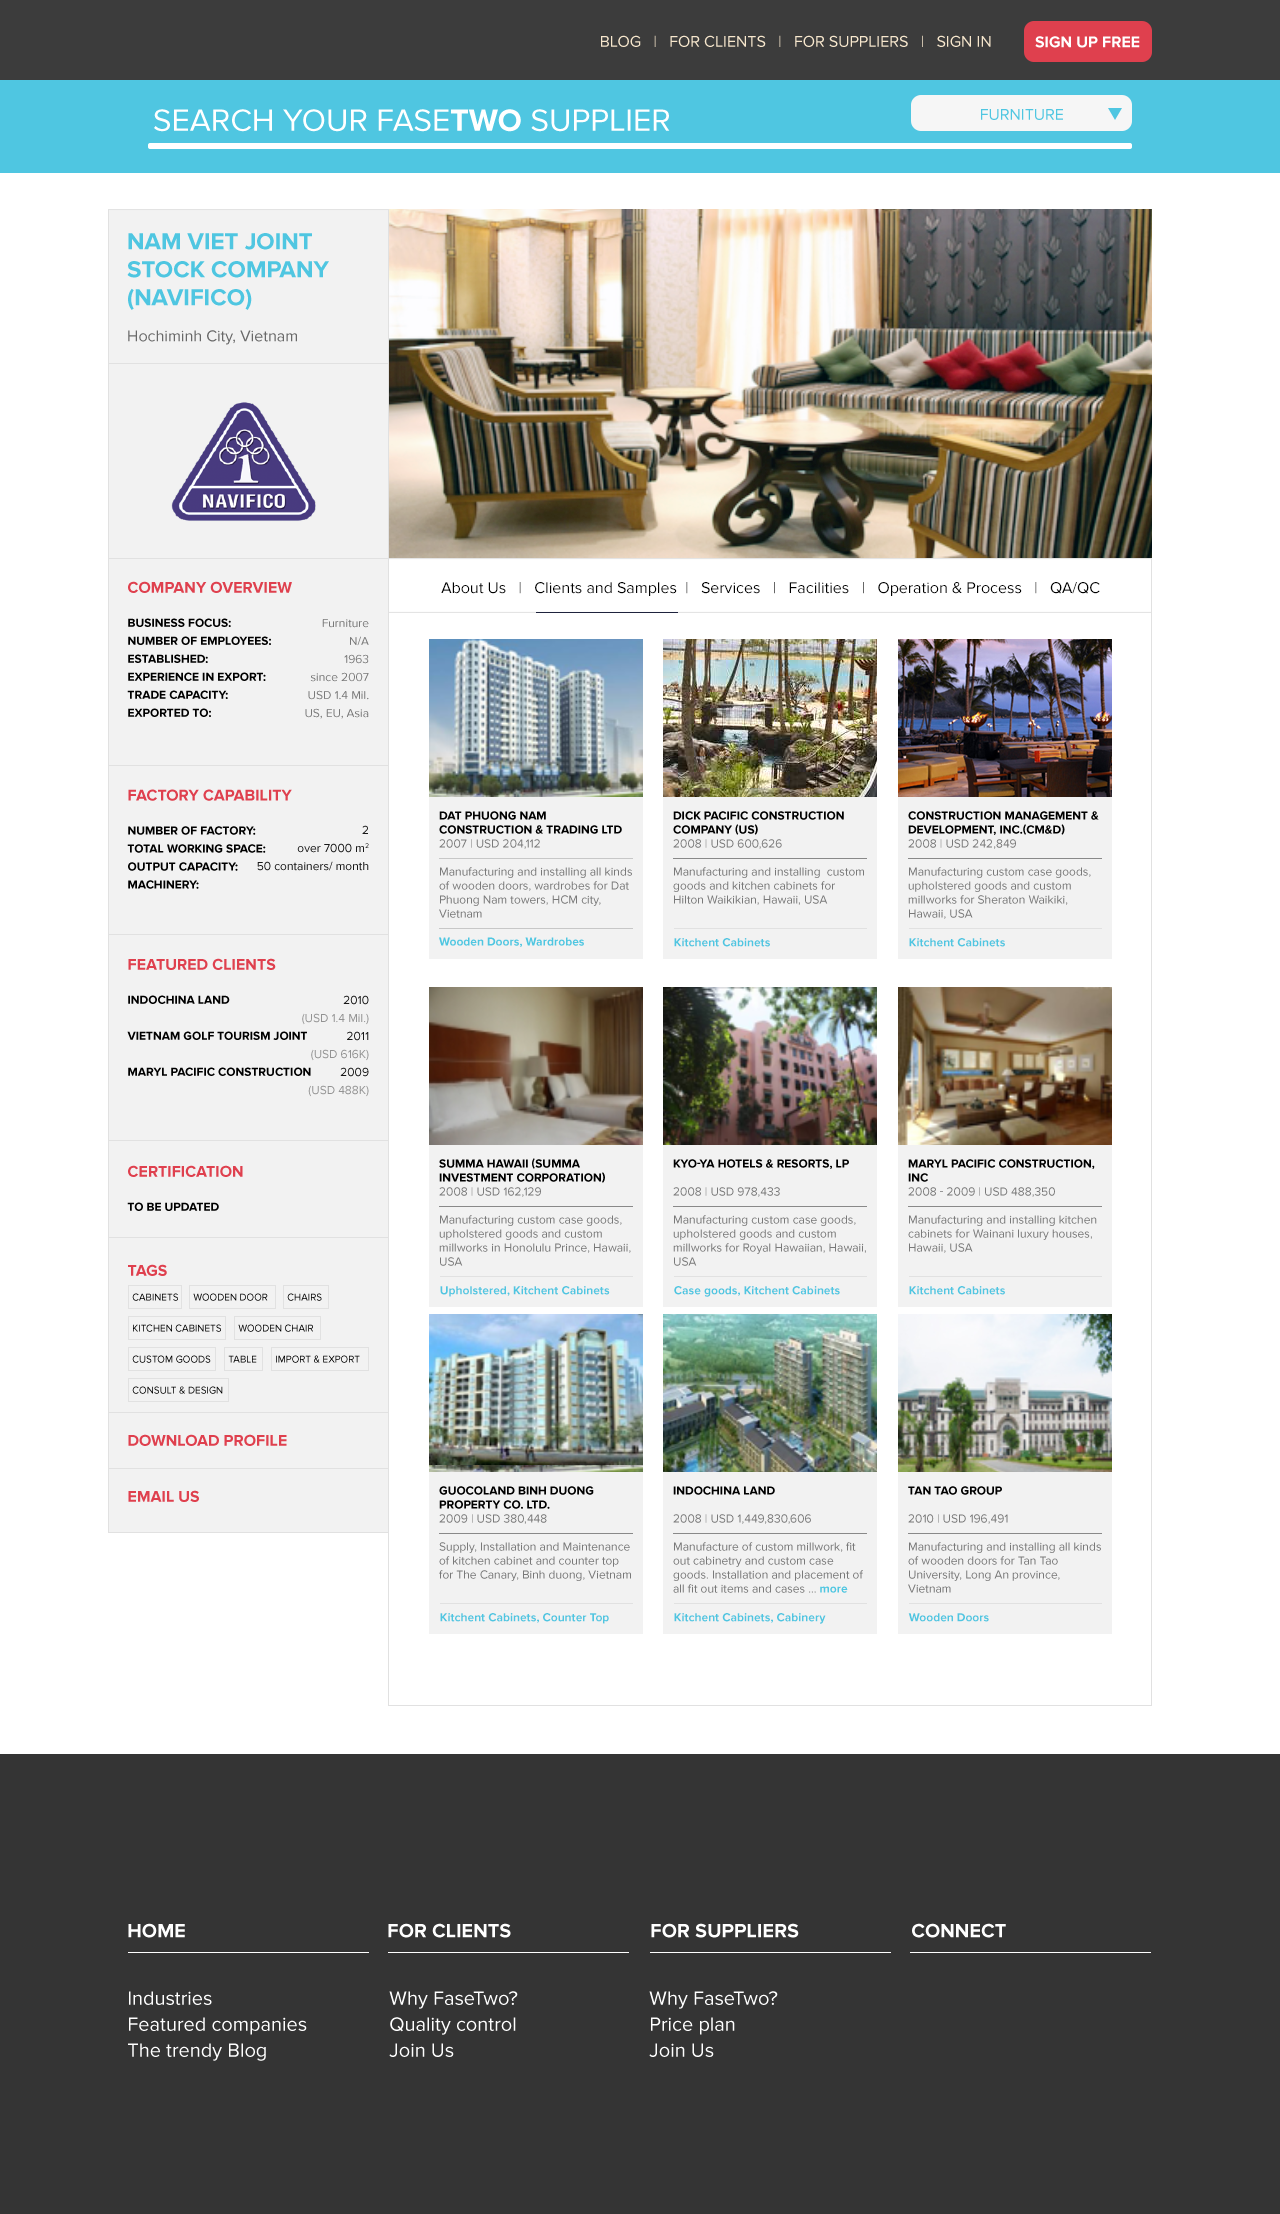 BLOG | FOR CLIENTS | FOR SUPPLIERS | SIGN IN SIGN UP FREE
SEARCH YOUR FASETWO SUPPLIER FURNITURE
NAM VIET JOINT
STOCK COMPANY
(NAVIFICO)
Hochiminh City, Vietnam
NAVIFICO
COMPANY OVERVIEW
BUSINESS FOCUS: Furniture
NUMBER OF EMPLOYEES: N/A
ESTABLISHED: 1963
EXPERIENCE IN EXPORT: since 2007
TRADE CAPACITY: USD 1.4 Mil.
EXPORTED TO: US, EU, Asia
FACTORY CAPABILITY
NUMBER OF FACTORY: 2
TOTAL WORKING SPACE: over 7000 m²
OUTPUT CAPACITY: 50 containers/ month
MACHINERY:
FEATURED CLIENTS
INDOCHINA LAND 2010
(USD 1.4 Mil.)
VIETNAM GOLF TOURISM JOINT 2011
(USD 616K)
MARYL PACIFIC CONSTRUCTION 2009
(USD 488K)
CERTIFICATION
TO BE UPDATED
TAGS
CABINETS WOODEN DOOR CHAIRS
KITCHEN CABINETS WOODEN CHAIR
CUSTOM GOODS TABLE IMPORT & EXPORT
CONSULT & DESIGN
DOWNLOAD PROFILE
EMAIL US
About Us | Clients and Samples | Services | Facilities | Operation & Process | QA/QC
DAT PHUONG NAM
CONSTRUCTION & TRADING LTD
2007 | USD 204,112
Manufacturing and installing all kinds
of wooden doors, wardrobes for Dat
Phuong Nam towers, HCM city,
Vietnam
Wooden Doors, Wardrobes
DICK PACIFIC CONSTRUCTION
COMPANY (US)
2008 | USD 600,626
Manufacturing and installing custom
goods and kitchen cabinets for
Hilton Waikikian, Hawaii, USA
Kitchent Cabinets
CONSTRUCTION MANAGEMENT &
DEVELOPMENT, INC.(CM&D)
2008 | USD 242,849
Manufacturing custom case goods,
upholstered goods and custom
millworks for Sheraton Waikiki,
Hawaii, USA
Kitchent Cabinets
SUMMA HAWAII (SUMMA
INVESTMENT CORPORATION)
2008 | USD 162,129
Manufacturing custom case goods,
upholstered goods and custom
millworks in Honolulu Prince, Hawaii,
USA
Upholstered, Kitchent Cabinets
KYO-YA HOTELS & RESORTS, LP
2008 | USD 978,433
Manufacturing custom case goods,
upholstered goods and custom
millworks for Royal Hawaiian, Hawaii,
USA
Case goods, Kitchent Cabinets
MARYL PACIFIC CONSTRUCTION,
INC
2008 - 2009 | USD 488,350
Manufacturing and installing kitchen
cabinets for Wainani luxury houses,
Hawaii, USA
Kitchent Cabinets
GUOCOLAND BINH DUONG
PROPERTY CO. LTD.
2009 | USD 380,448
Supply, Installation and Maintenance
of kitchen cabinet and counter top
for The Canary, Binh duong, Vietnam
Kitchent Cabinets, Counter Top
INDOCHINA LAND
2008 | USD 1,449,830,606
Manufacture of custom millwork, fit
out cabinetry and custom case
goods. Installation and placement of
all fit out items and cases ... more
Kitchent Cabinets, Cabinery
TAN TAO GROUP
2010 | USD 196,491
Manufacturing and installing all kinds
of wooden doors for Tan Tao
University, Long An province,
Vietnam
Wooden Doors
HOME
Industries
Featured companies
The trendy Blog
FOR CLIENTS
Why FaseTwo?
Quality control
Join Us
FOR SUPPLIERS
Why FaseTwo?
Price plan
Join Us
CONNECT